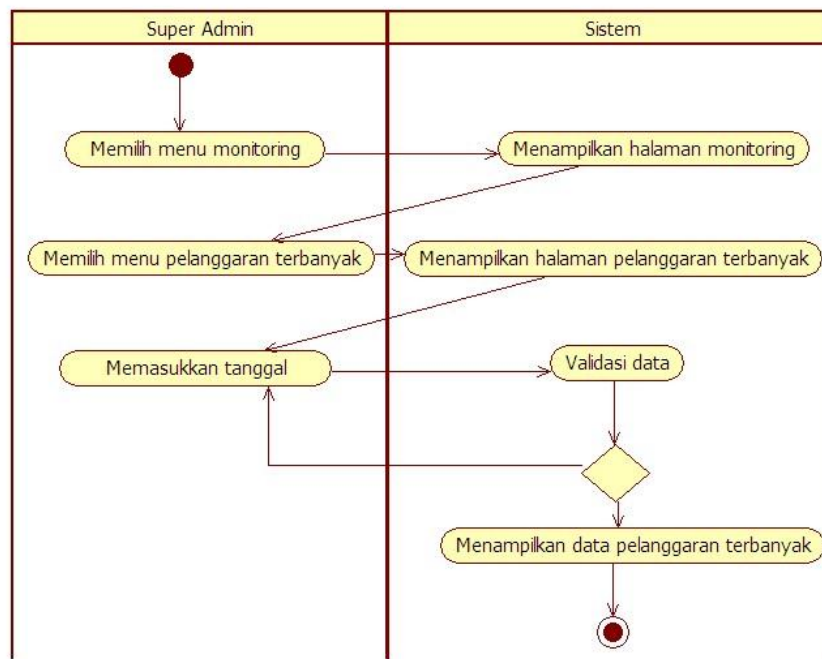 Super Admin
Sistem
Memilih menu monitoring
Menampilkan halaman monitoring
Memilih menu pelanggaran terbanyak
Menampilkan halaman pelanggaran terbanyak
Memasukkan tanggal
Validasi data
Menampilkan data pelanggaran terbanyak